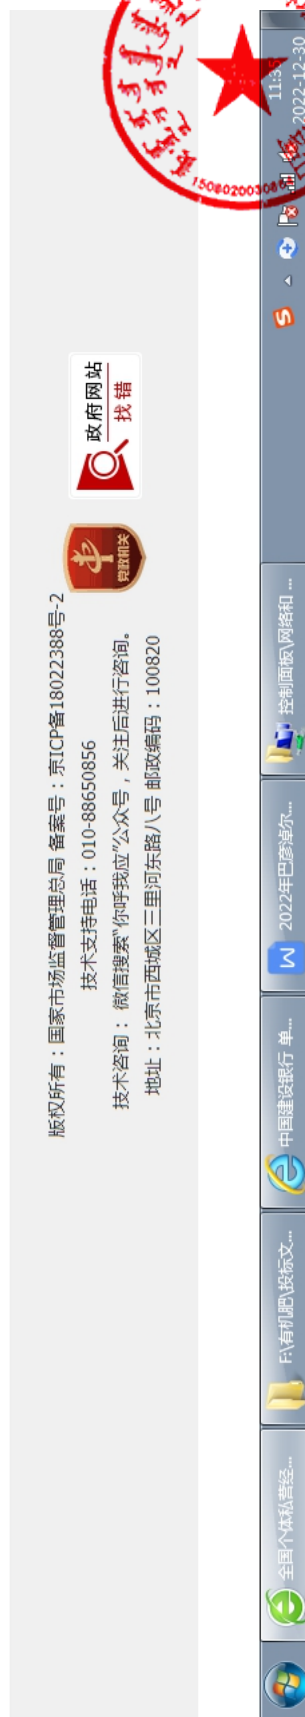 版权所有：国家市场监督管理总局 备案号：京ICP备18022388号-2
技术支持电话：010-88650856
技术咨询： 微信搜索“你呼我应”公众号，关注后进行咨询。
地址：北京市西城区三里河东路八号 邮政编码：100820
党政机关
政府网站
找错
全国个体私营经...
F:\有机肥\投标文...
中国建设银行 单...
2022年巴彦淖尔...
控制面板\网络和 ...
11:35
2022-12-30